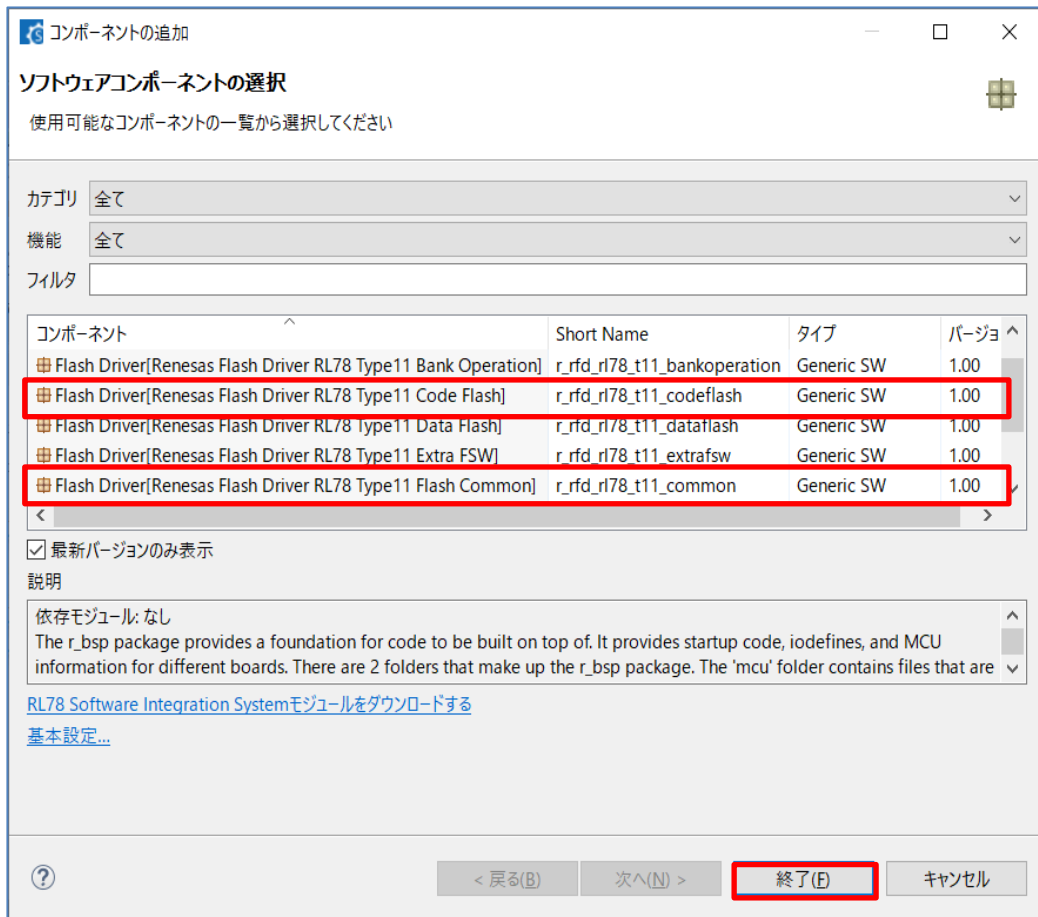 コンポーネントの追加
ソフトウェアコンポーネントの選択
使用可能なコンポーネントの一覧から選択してください
カテゴリ 全て
機能 全て
フィルタ
コンポーネント Short Name タイプ バージョ
Flash Driver[Renesas Flash Driver RL78 Type11 Bank Operation] r_rfd_rl78_t11_bankoperation Generic SW 1.00
Flash Driver[Renesas Flash Driver RL78 Type11 Code Flash] r_rfd_rl78_t11_codeflash Generic SW 1.00
Flash Driver[Renesas Flash Driver RL78 Type11 Data Flash] r_rfd_rl78_t11_dataflash Generic SW 1.00
Flash Driver[Renesas Flash Driver RL78 Type11 Extra FSW] r_rfd_rl78_t11_extrafsw Generic SW 1.00
Flash Driver[Renesas Flash Driver RL78 Type11 Flash Common] r_rfd_rl78_t11_common Generic SW 1.00
最新バージョンのみ表示
説明
依存モジュール: なし
The r_bsp package provides a foundation for code to be built on top of. It provides startup code, iodefines, and MCU
information for different boards. There are 2 folders that make up the r_bsp package. The 'mcu' folder contains files that are
RL78 Software Integration Systemモジュールをダウンロードする
基本設定...
< 戻る(B) 次へ(N) > 終了(F) キャンセル